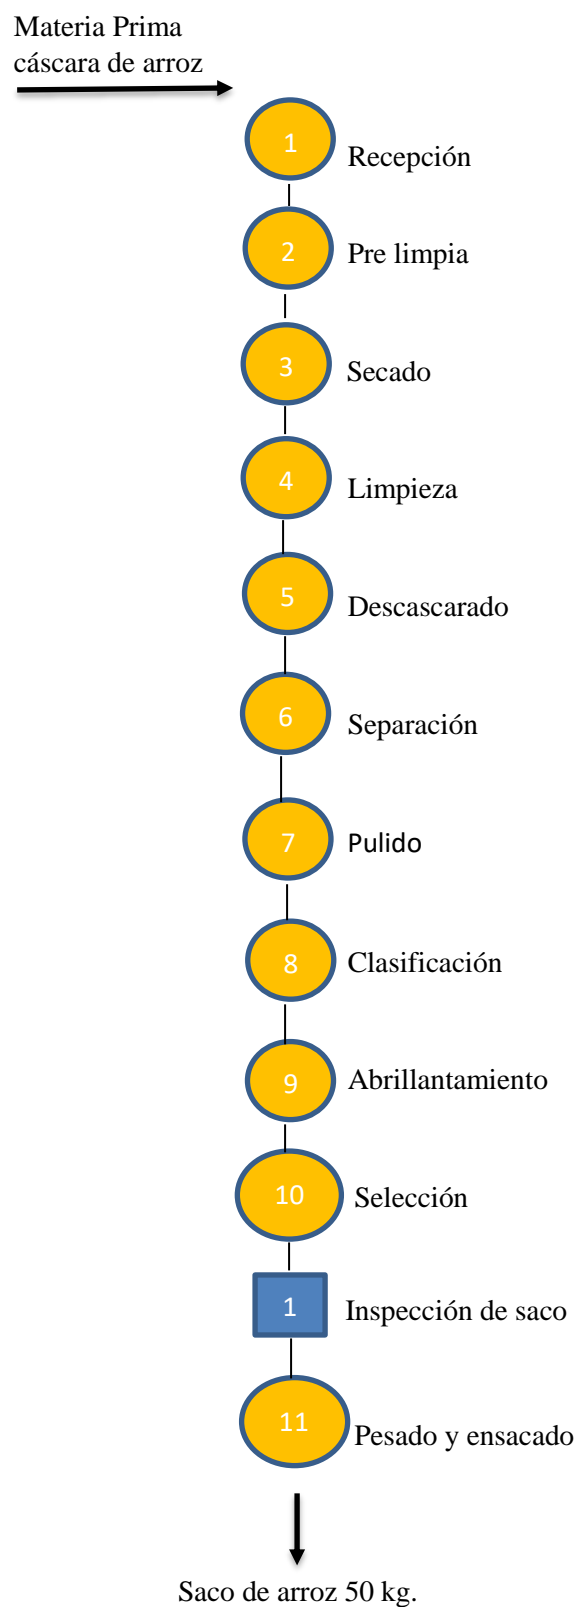 Materia Prima
cáscara de arroz
1
Recepción
2
Pre limpia
3
Secado
4
Limpieza
5
Descascarado
6
Separación
7
Pulido
8
Clasificación
9
Abrillantamiento
10
Selección
1
Inspección de saco
11
Pesado y ensacado
Saco de arroz 50 kg.